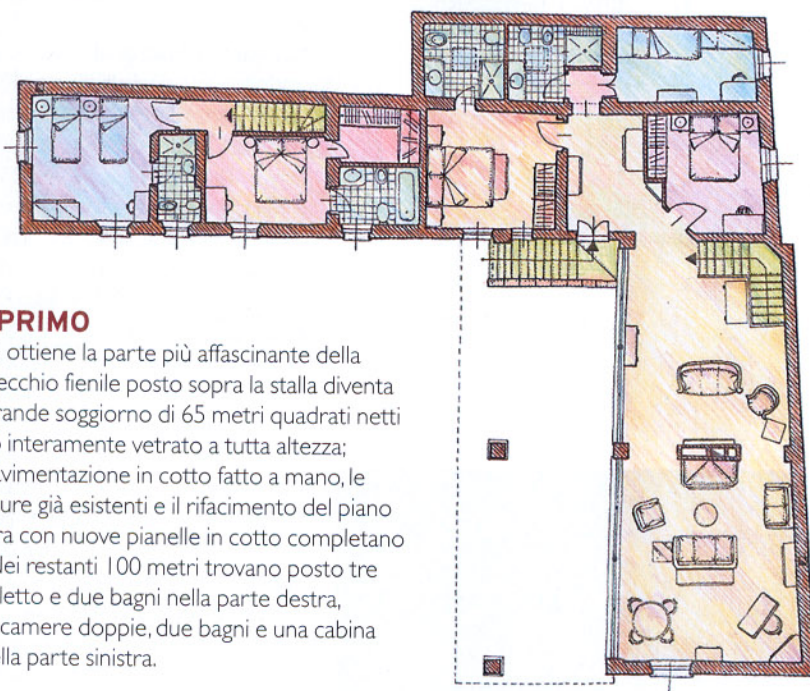 PRIMO
ottiene la parte più affascinante della
ecchio fienile posto sopra la stalla diventa
rande soggiorno di 65 metri quadrati netti
interamente vetrato a tutta altezza;
avimentazione in cotto fatto a mano, le
ure già esistenti e il rifacimento del piano
ra con nuove pianelle in cotto completano
Nei restanti 100 metri trovano posto tre
letto e due bagni nella parte destra,
camere doppie, due bagni e una cabina
lla parte sinistra.